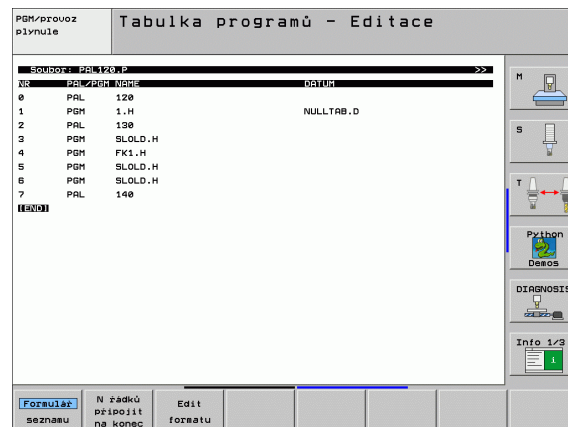 PGM/provoz
plynule
Tabulka programů - Editace
Soubor: PAL120.P >>
NR PAL/PGM NAME DATUM
0 PAL 120
1 PGM 1.H NULLTAB.D
2 PAL 130
3 PGM SLOLD.H
4 PGM FK1.H
5 PGM SLOLD.H
6 PGM SLOLD.H
7 PAL 140
[END]
M
S
T
Python
Demos
DIAGNOSIS
Info 1/3
i
Formulář
seznamu
N řádků
připojit
na konec
Edit
formatu